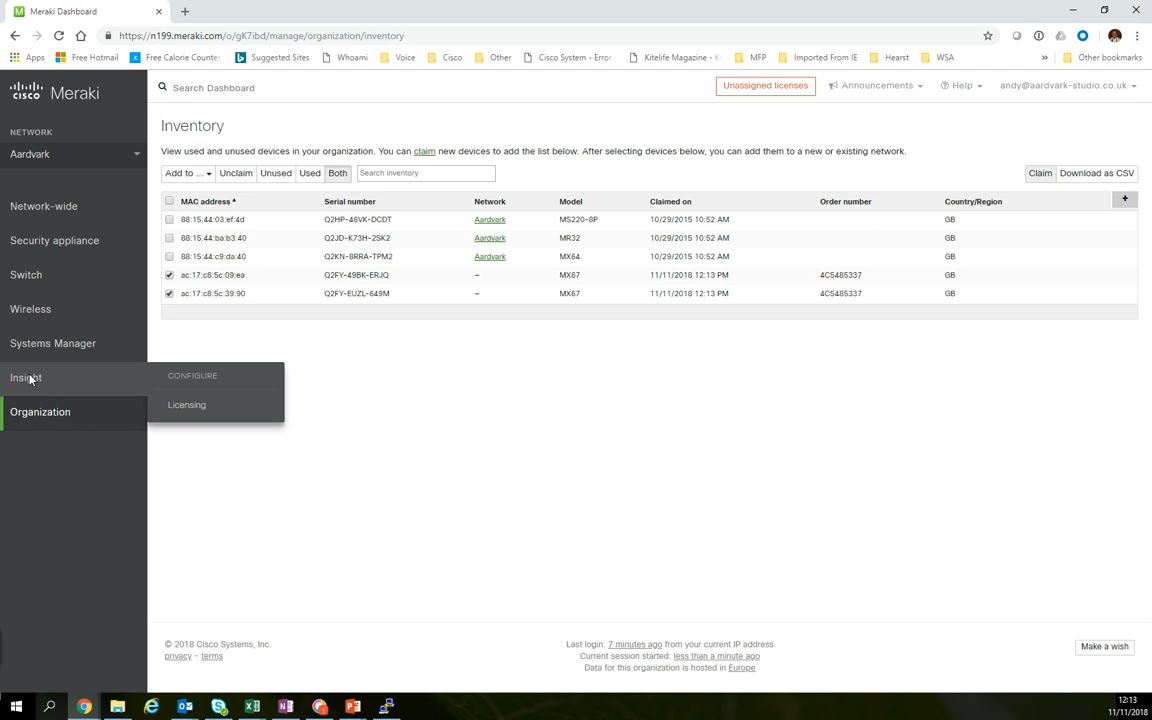 Meraki Dashboard
https://n199.meraki.com/o/gK7ibd/manage/organization/inventory
Apps Free Hotmail Free Calorie Counter Suggested Sites Whoami Voice Cisco Other Cisco System - Error Kitelife Magazine - K MFP Imported From IE Hearst WSA » Other bookmarks
cisco Meraki
Search Dashboard
Unassigned licenses
Announcements
Help
andy@aardvark-studio.co.uk
NETWORK
Aardvark
Network-wide
Security appliance
Switch
Wireless
Systems Manager
Insight
Organization
CONFIGURE
Licensing
Inventory
View used and unused devices in your organization. You can claim new devices to add the list below. After selecting devices below, you can add them to a new or existing network.
Add to ... Unclaim Unused Used Both Search inventory Claim Download as CSV
MAC address Serial number Network Model Claimed on Order number Country/Region +
88:15:44:03:ef:4d Q2HP-46VK-DCDT Aardvark MS220-8P 10/29/2015 10:52 AM GB
88:15:44:ba:b3:40 Q2JD-K73H-2SK2 Aardvark MR32 10/29/2015 10:52 AM GB
88:15:44:c9:da:40 Q2KN-8RRA-TPM2 Aardvark MX64 10/29/2015 10:52 AM GB
ac:17:c8:5c:09:ea Q2FY-49BK-ERJQ – MX67 11/11/2018 12:13 PM 4C5485337 GB
ac:17:c8:5c:39:90 Q2FY-EUZL-649M – MX67 11/11/2018 12:13 PM 4C5485337 GB
© 2018 Cisco Systems, Inc.
privacy - terms
Last login: 7 minutes ago from your current IP address
Current session started: less than a minute ago
Data for this organization is hosted in Europe
Make a wish
12:13
11/11/2018